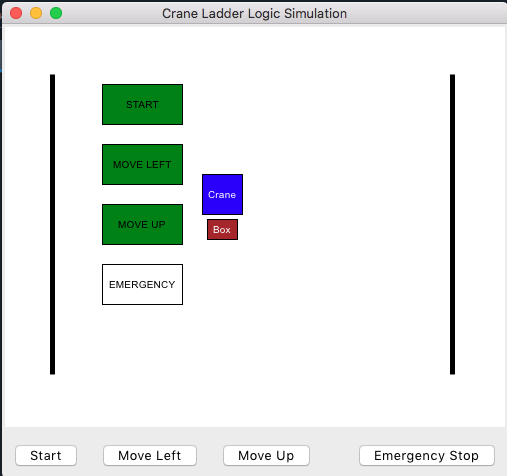 Crane Ladder Logic Simulation
START
MOVE LEFT
Crane
MOVE UP
Box
EMERGENCY
Start
Move Left
Move Up
Emergency Stop